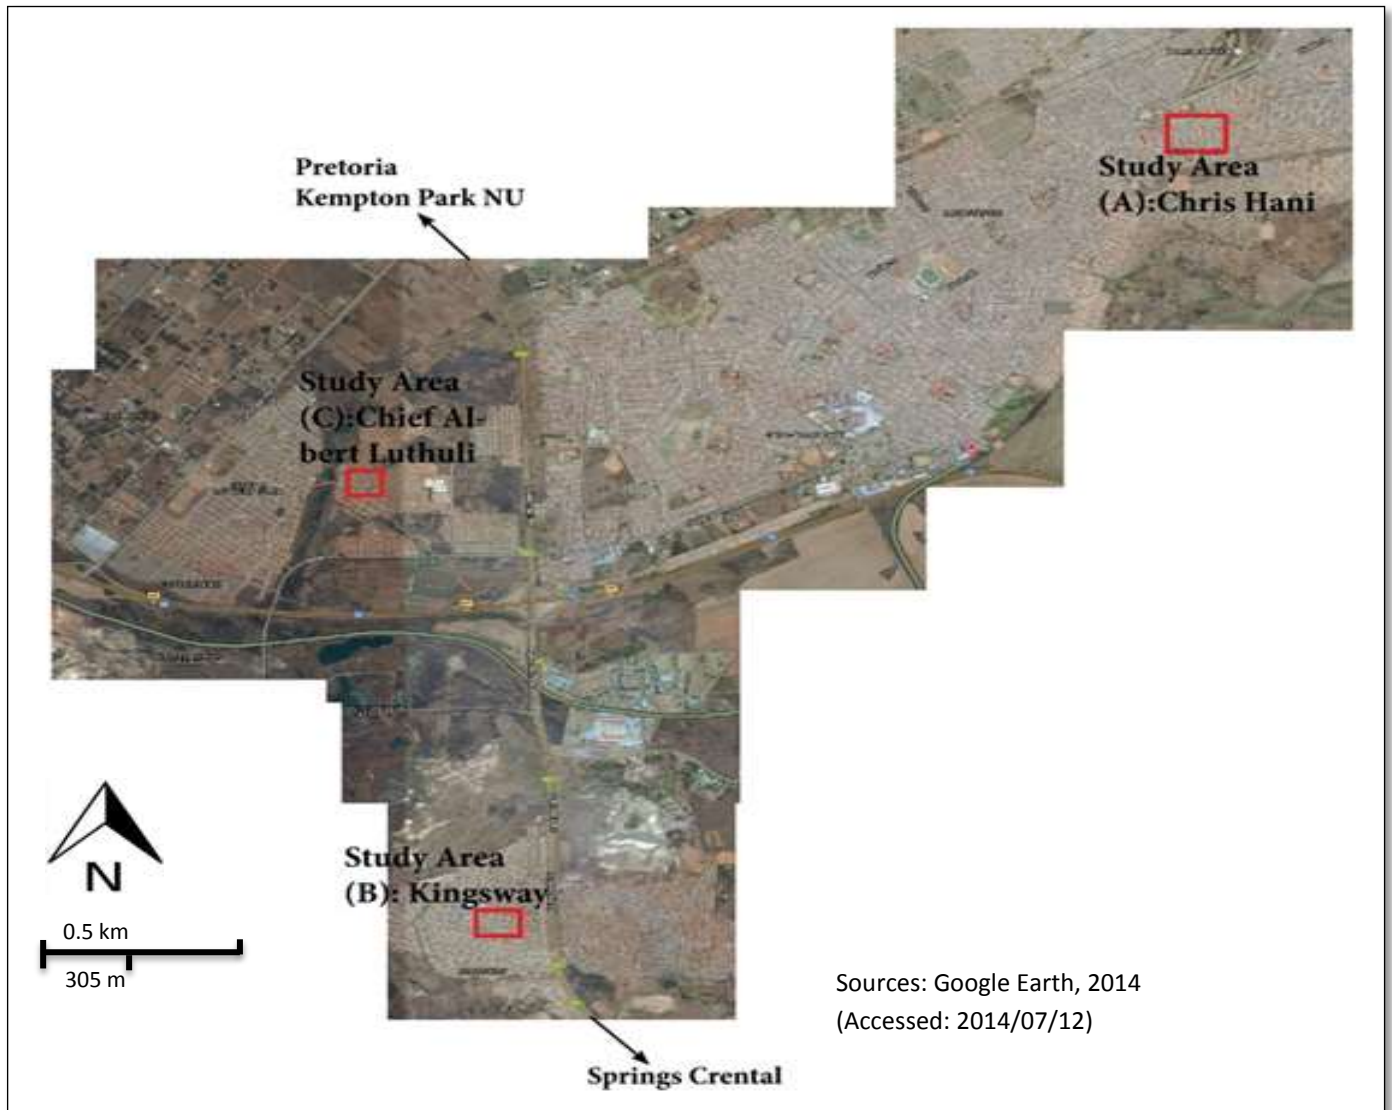 Pretoria
Kempton Park NU
Study Area
(A):Chris Hani
Study Area
(C):Chief Al-
bert Luthuli
Study Area
(B): Kingsway
N
0.5 km
305 m
Sources: Google Earth, 2014
(Accessed: 2014/07/12)
Springs Crental